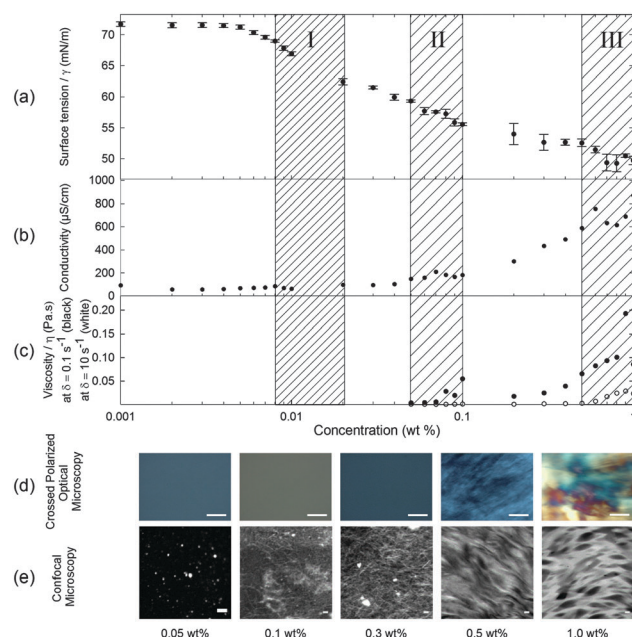 (a)
Surface tension / γ (mN/m)
70
65
60
55
50
I
II
III
(b)
Conductivity (μS/cm)
1000
800
600
400
200
0
(c)
Viscosity / η (Pa.s)
at δ = 0.1 s⁻¹ (black)
at δ = 10 s⁻¹ (white)
0.20
0.15
0.10
0.05
0.001
0.01
0.1
1
Concentration (wt %)
(d)
Crossed Polarized
Optical
Microscopy
(e)
Confocal
Microscopy
0.05 wt%
0.1 wt%
0.3 wt%
0.5 wt%
1.0 wt%